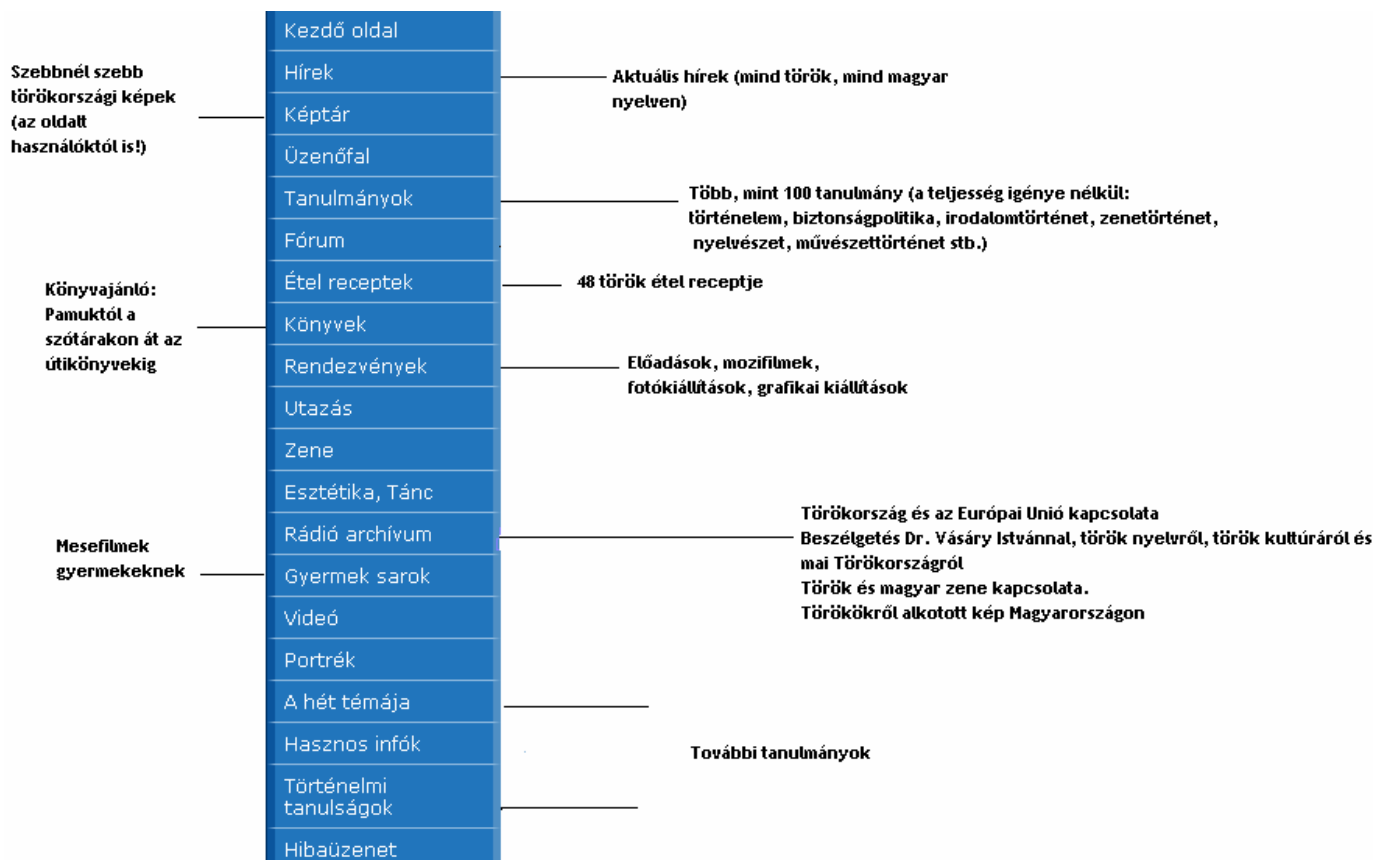 Kezdő oldal
Hírek
Képtár
Üzenőfal
Tanulmányok
Fórum
Étel receptek
Könyvek
Rendezvények
Utazás
Zene
Esztétika, Tánc
Rádió archívum
Gyermek sarok
Videó
Portrék
A hét témája
Hasznos infók
Történelmi
tanulságok
Hibaüzenet
Szebbnél szebb
törökországi képek
(az oldalt
használóktól is!)
Könyvajánló:
Pamuktól a
szótárakon át az
útikönyvekig
Mesefilmek
gyermekeknek
Aktuális hírek (mind török, mind magyar
nyelven)
Több, mint 100 tanulmány (a teljesség igénye nélkül:
történelem, biztonságpolitika, irodalomtörténet, zenetörténet,
nyelvészet, művészettörténet stb.)
48 török étel receptje
Előadások, mozifilmek,
fotókiállítások, grafikai kiállítások
Törökország és az Európai Unió kapcsolata
Beszélgetés Dr. Vásáry Istvánnal, török nyelvről, török kultúráról és
mai Törökországról
Török és magyar zene kapcsolata.
Törökökről alkotott kép Magyarországon
További tanulmányok